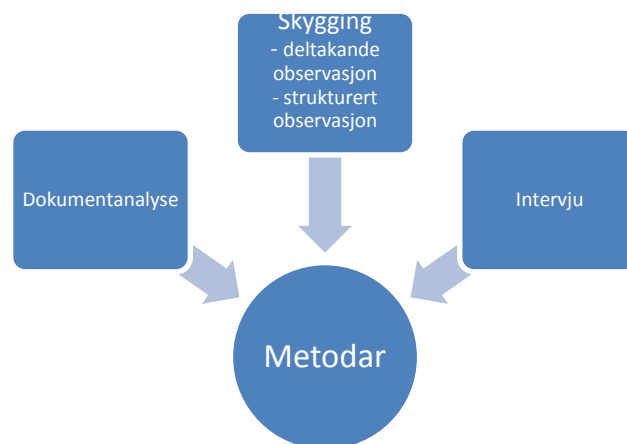 Skygging
- deltakande
observasjon
- strukturert
observasjon
Dokumentanalyse
Intervju
Metodar